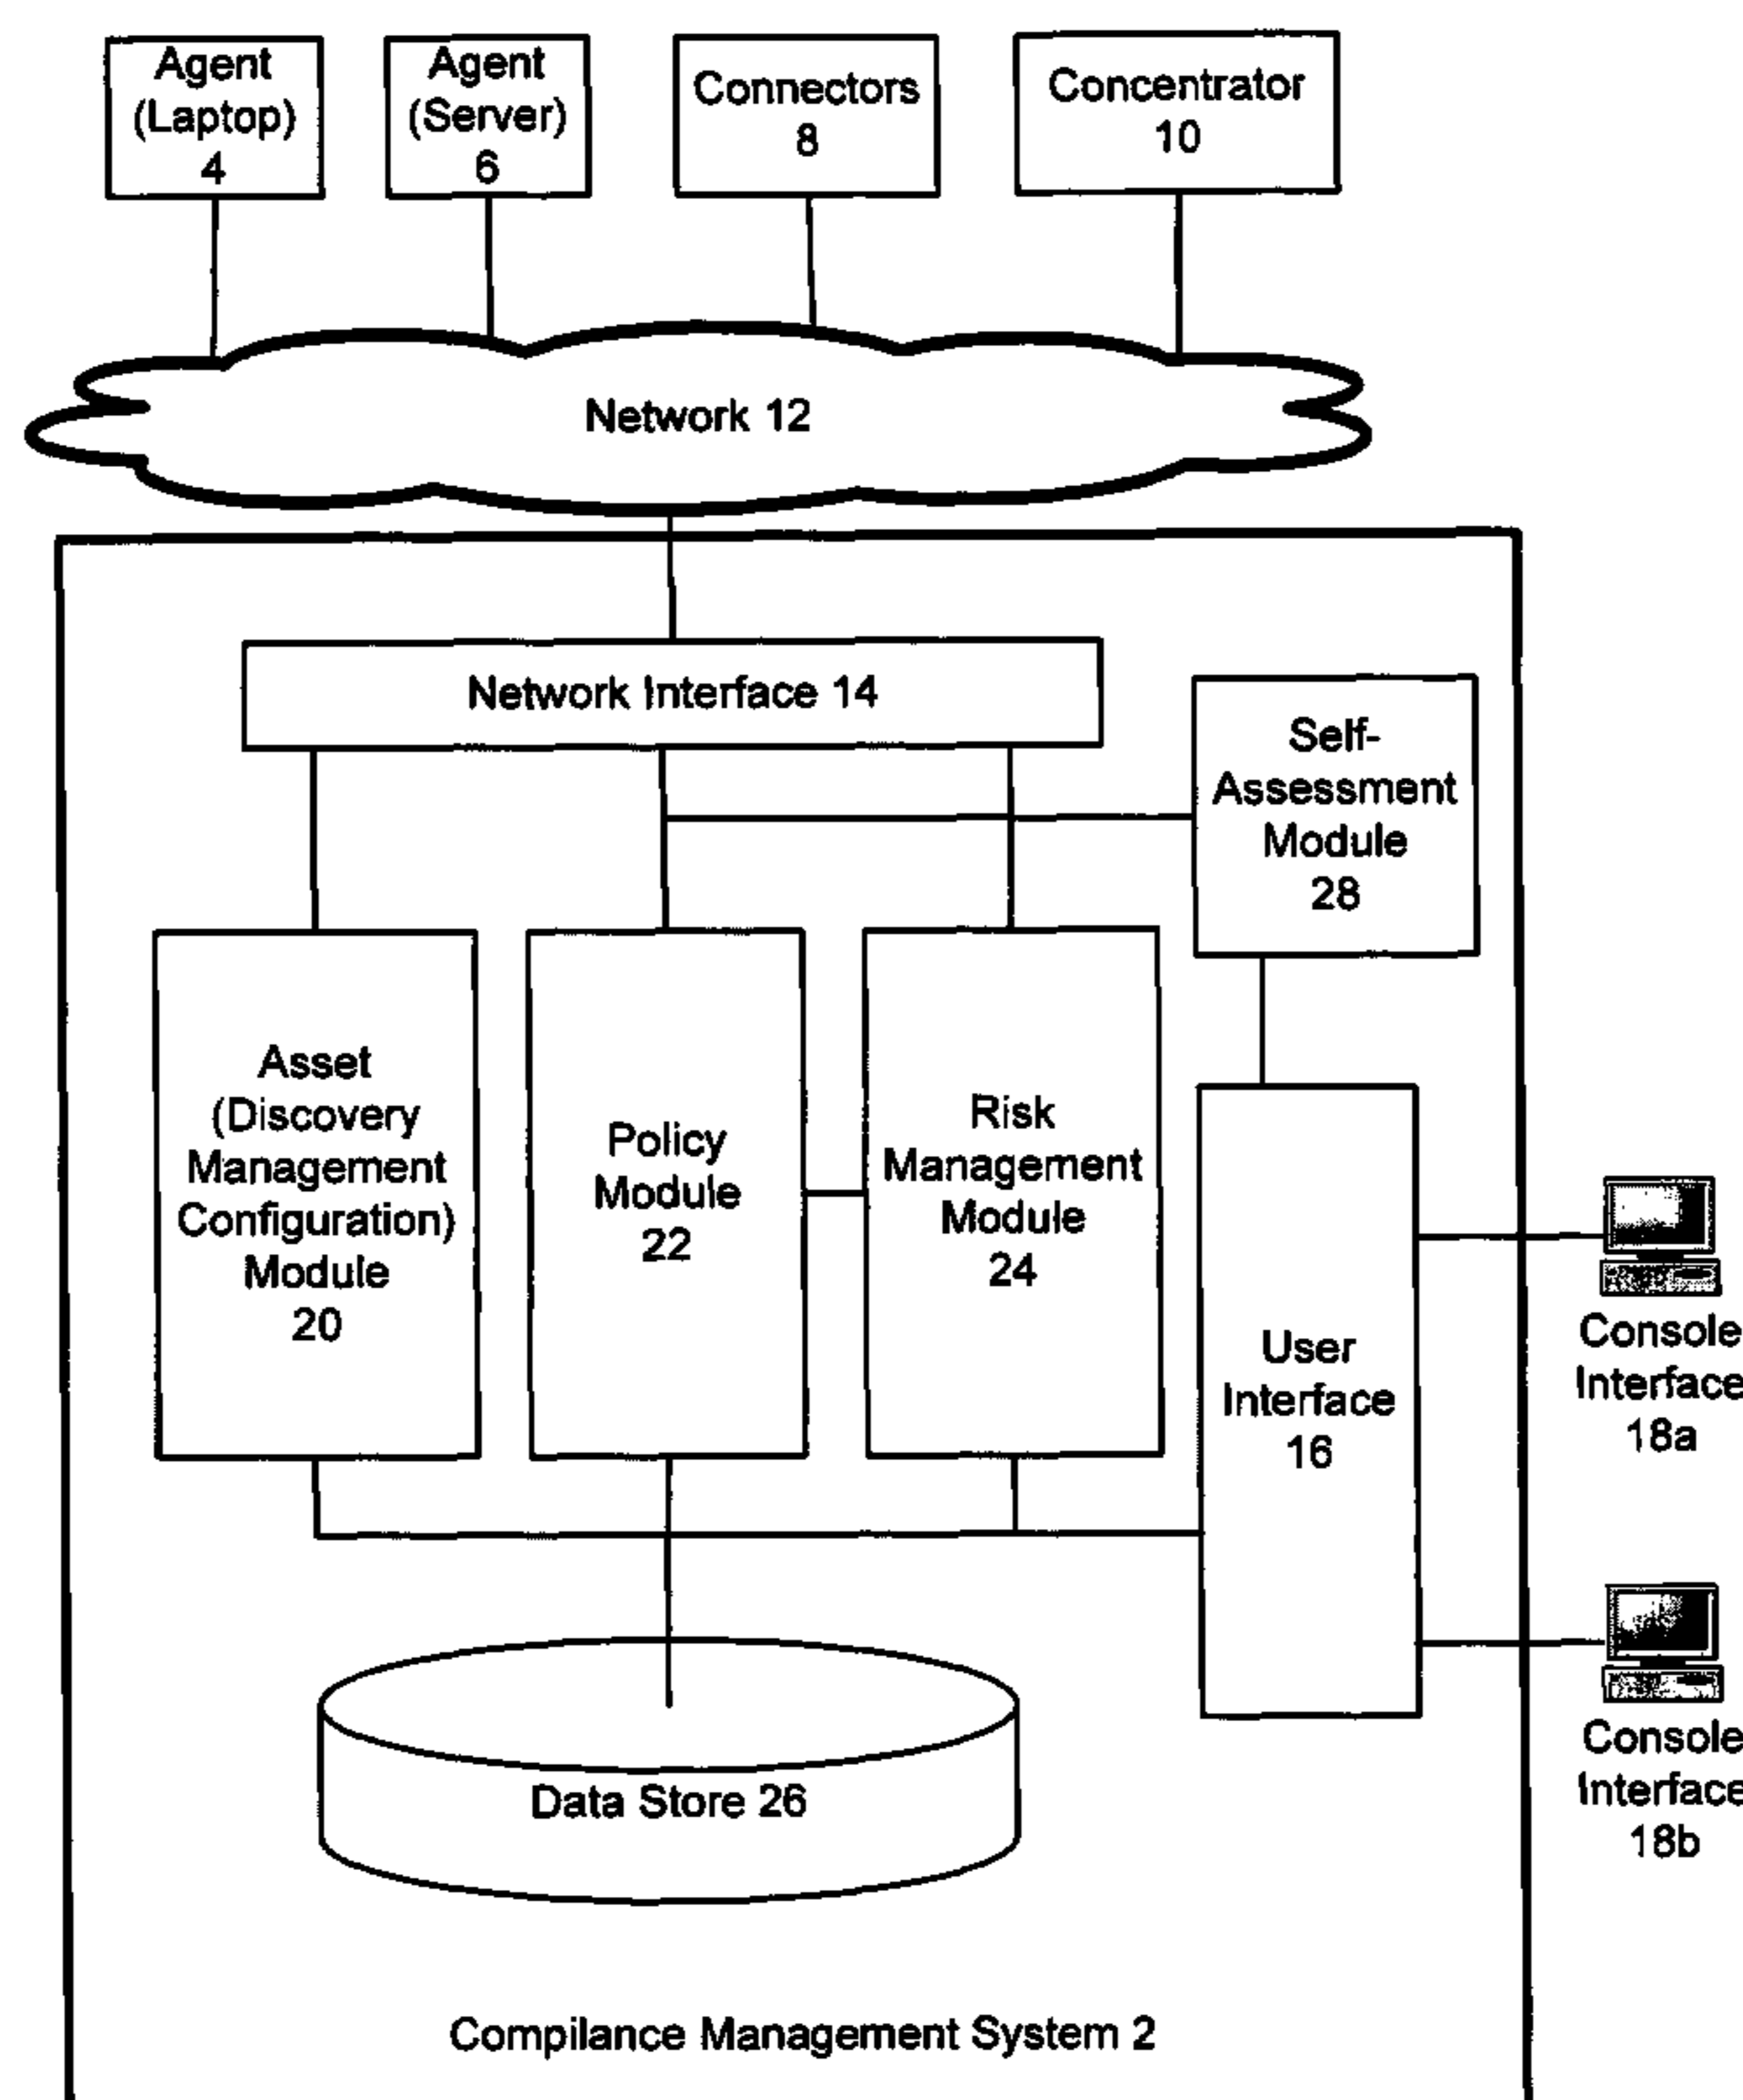 Agent
(Laptop)
4
Agent
(Server)
6
Connectors
8
Concentrator
10
Network 12
Network Interface 14
Self-
Assessment
Module
28
Asset
(Discovery
Management
Configuration)
Module
20
Policy
Module
22
Risk
Management
Module
24
User
Interface
16
Console
Interface
18a
Console
Interface
18b
Data Store 26
Compilance Management System 2